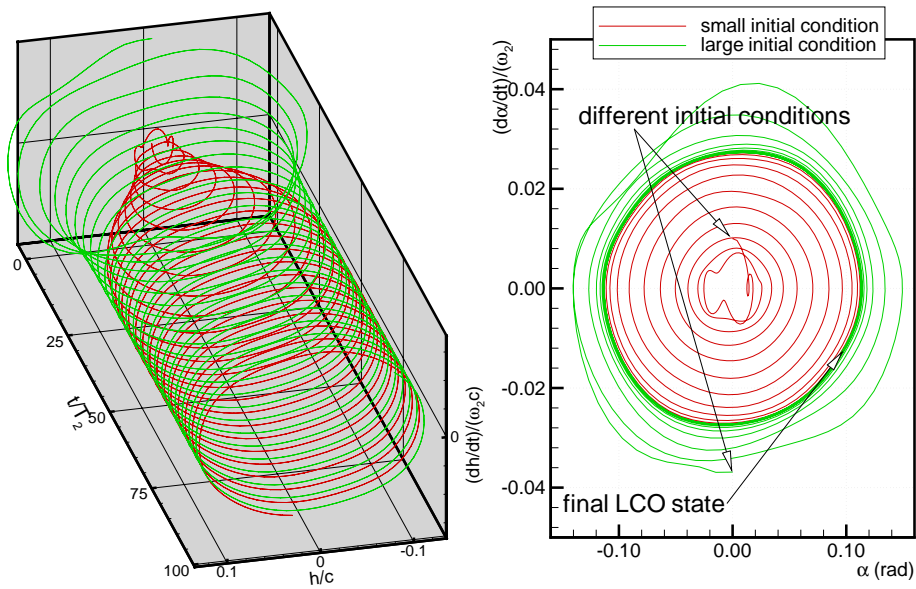 0
25
50
75
100
t/T2
0.1
0
-0.1
h/c
0
(dh/dt)/(ω2c)
small initial condition
large initial condition
(dα/dt)/(ω2)
0.04
0.02
0.00
-0.02
-0.04
different initial conditions
final LCO state
-0.10
0.00
0.10
α (rad)